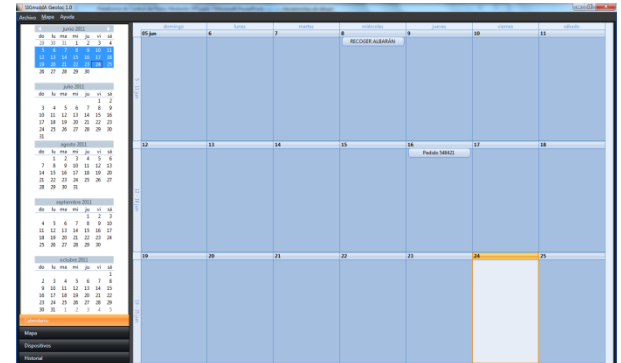 Archivo Mapa Ayuda
junio 2011
do lu ma mi ju vi sá
29 30 31 1 2 3 4
5 6 7 8 9 10 11
12 13 14 15 16 17 18
19 20 21 22 23 24 25
26 27 28 29 30
julio 2011
do lu ma mi ju vi sá
1 2
3 4 5 6 7 8 9
10 11 12 13 14 15 16
17 18 19 20 21 22 23
24 25 26 27 28 29 30
31
agosto 2011
do lu ma mi ju vi sá
1 2 3 4 5 6
7 8 9 10 11 12 13
14 15 16 17 18 19 20
21 22 23 24 25 26 27
28 29 30 31
septiembre 2011
do lu ma mi ju vi sá
1 2 3
4 5 6 7 8 9 10
11 12 13 14 15 16 17
18 19 20 21 22 23 24
25 26 27 28 29 30
octubre 2011
do lu ma mi ju vi sá
1
2 3 4 5 6 7 8
9 10 11 12 13 14 15
16 17 18 19 20 21 22
23 24 25 26 27 28 29
30 31 1 2 3 4 5
Calendario
Mapa
Dispositivos
Historial
domingo lunes martes miércoles jueves viernes sábado
05 jun 6 7 8 9 10 11
RECOGER ALBARÁN
12 13 14 15 16 17 18
Pedido 548421
19 20 21 22 23 24 25